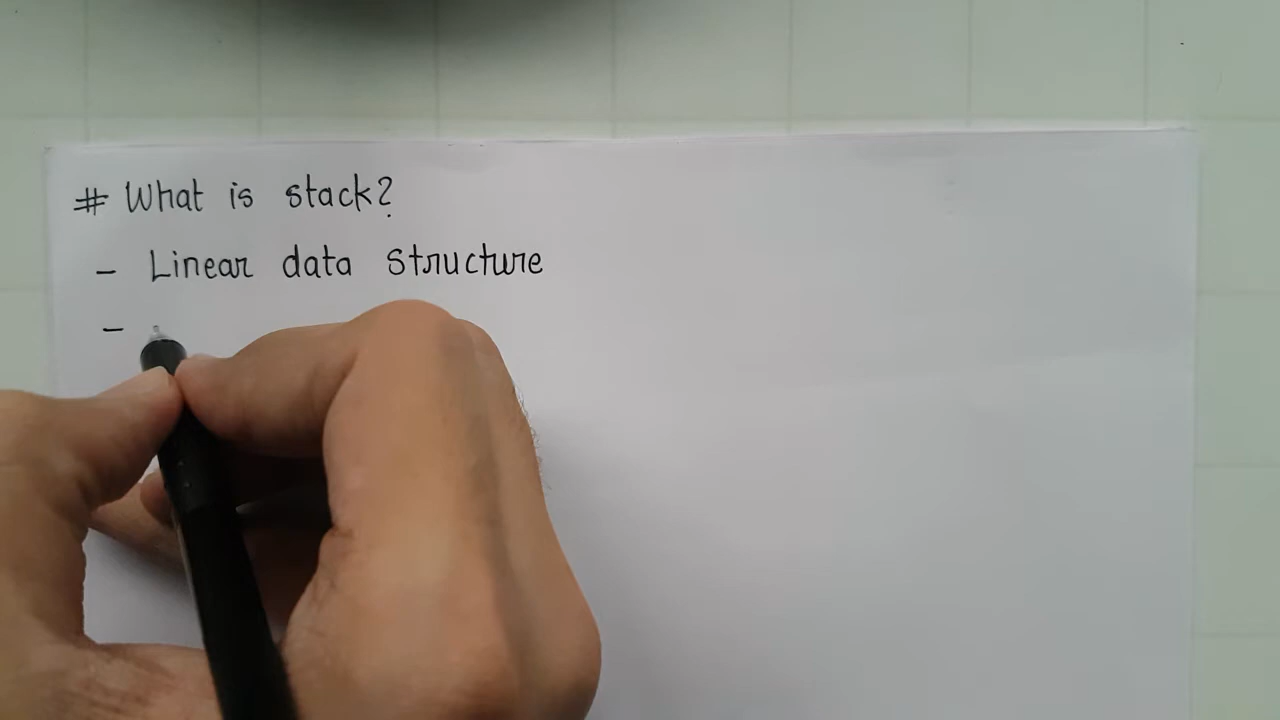 # What is stack?
- Linear data structure
-